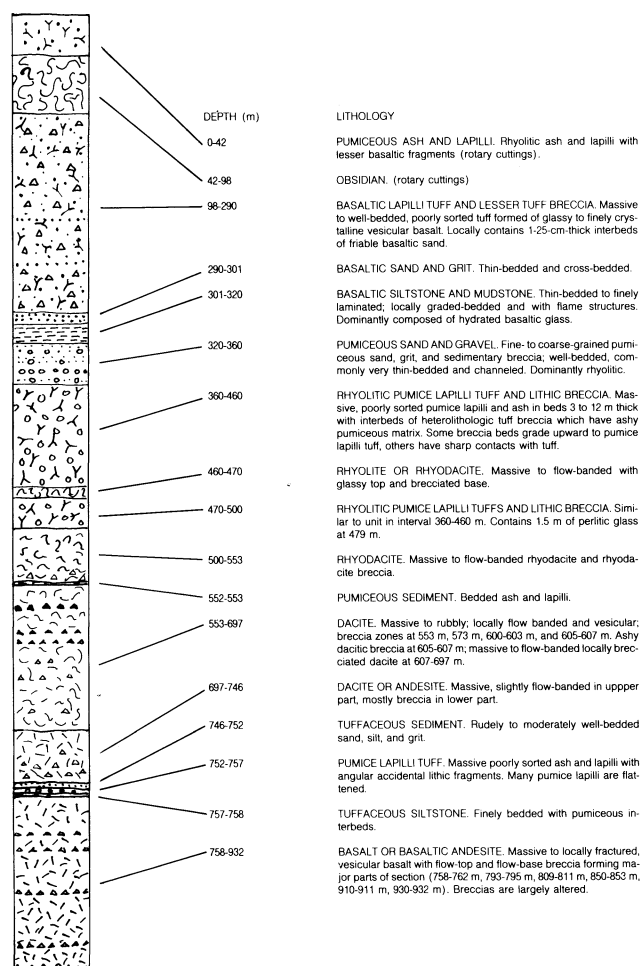 DEPTH (m) LITHOLOGY
0-42 PUMICEOUS ASH AND LAPILLI. Rhyolitic ash and lapilli with
lesser basaltic fragments (rotary cuttings).
42-98 OBSIDIAN. (rotary cuttings)
98-290 BASALTIC LAPILLI TUFF AND LESSER TUFF BRECCIA. Massive
to well-bedded, poorly sorted tuff formed of glassy to finely crys-
talline vesicular basalt. Locally contains 1-25-cm-thick interbeds
of friable basaltic sand.
290-301 BASALTIC SAND AND GRIT. Thin-bedded and cross-bedded.
301-320 BASALTIC SILTSTONE AND MUDSTONE. Thin-bedded to finely
laminated; locally graded-bedded and with flame structures.
Dominantly composed of hydrated basaltic glass.
320-360 PUMICEOUS SAND AND GRAVEL. Fine- to coarse-grained pumi-
ceous sand, grit, and sedimentary breccia; well-bedded, com-
monly very thin-bedded and channeled. Dominantly rhyolitic.
360-460 RHYOLITIC PUMICE LAPILLI TUFF AND LITHIC BRECCIA. Mas-
sive, poorly sorted pumice lapilli and ash in beds 3 to 12 m thick
with interbeds of heterolithologic tuff breccia which have ashy
pumiceous matrix. Some breccia beds grade upward to pumice
lapilli tuff, others have sharp contacts with tuff.
460-470 RHYOLITE OR RHYODACITE. Massive to flow-banded with
glassy top and brecciated base.
470-500 RHYOLITIC PUMICE LAPILLI TUFFS AND LITHIC BRECCIA. Simi-
lar to unit in interval 360-460 m. Contains 1.5 m of perlitic glass
at 479 m.
500-553 RHYODACITE. Massive to flow-banded rhyodacite and rhyoda-
cite breccia.
552-553 PUMICEOUS SEDIMENT. Bedded ash and lapilli.
553-697 DACITE. Massive to rubbly; locally flow banded and vesicular;
breccia zones at 553 m, 573 m, 600-603 m, and 605-607 m. Ashy
dacitic breccia at 605-607 m; massive to flow-banded locally brec-
ciated dacite at 607-697 m.
697-746 DACITE OR ANDESITE. Massive, slightly flow-banded in uppper
part, mostly breccia in lower part.
746-752 TUFFACEOUS SEDIMENT. Rudely to moderately well-bedded
sand, silt, and grit.
752-757 PUMICE LAPILLI TUFF. Massive poorly sorted ash and lapilli with
angular accidental lithic fragments. Many pumice lapilli are flat-
tened.
757-758 TUFFACEOUS SILTSTONE. Finely bedded with pumiceous in-
terbeds.
758-932 BASALT OR BASALTIC ANDESITE. Massive to locally fractured,
vesicular basalt with flow-top and flow-base breccia forming ma-
jor parts of section (758-762 m, 793-795 m, 809-811 m, 850-853 m,
910-911 m, 930-932 m). Breccias are largely altered.